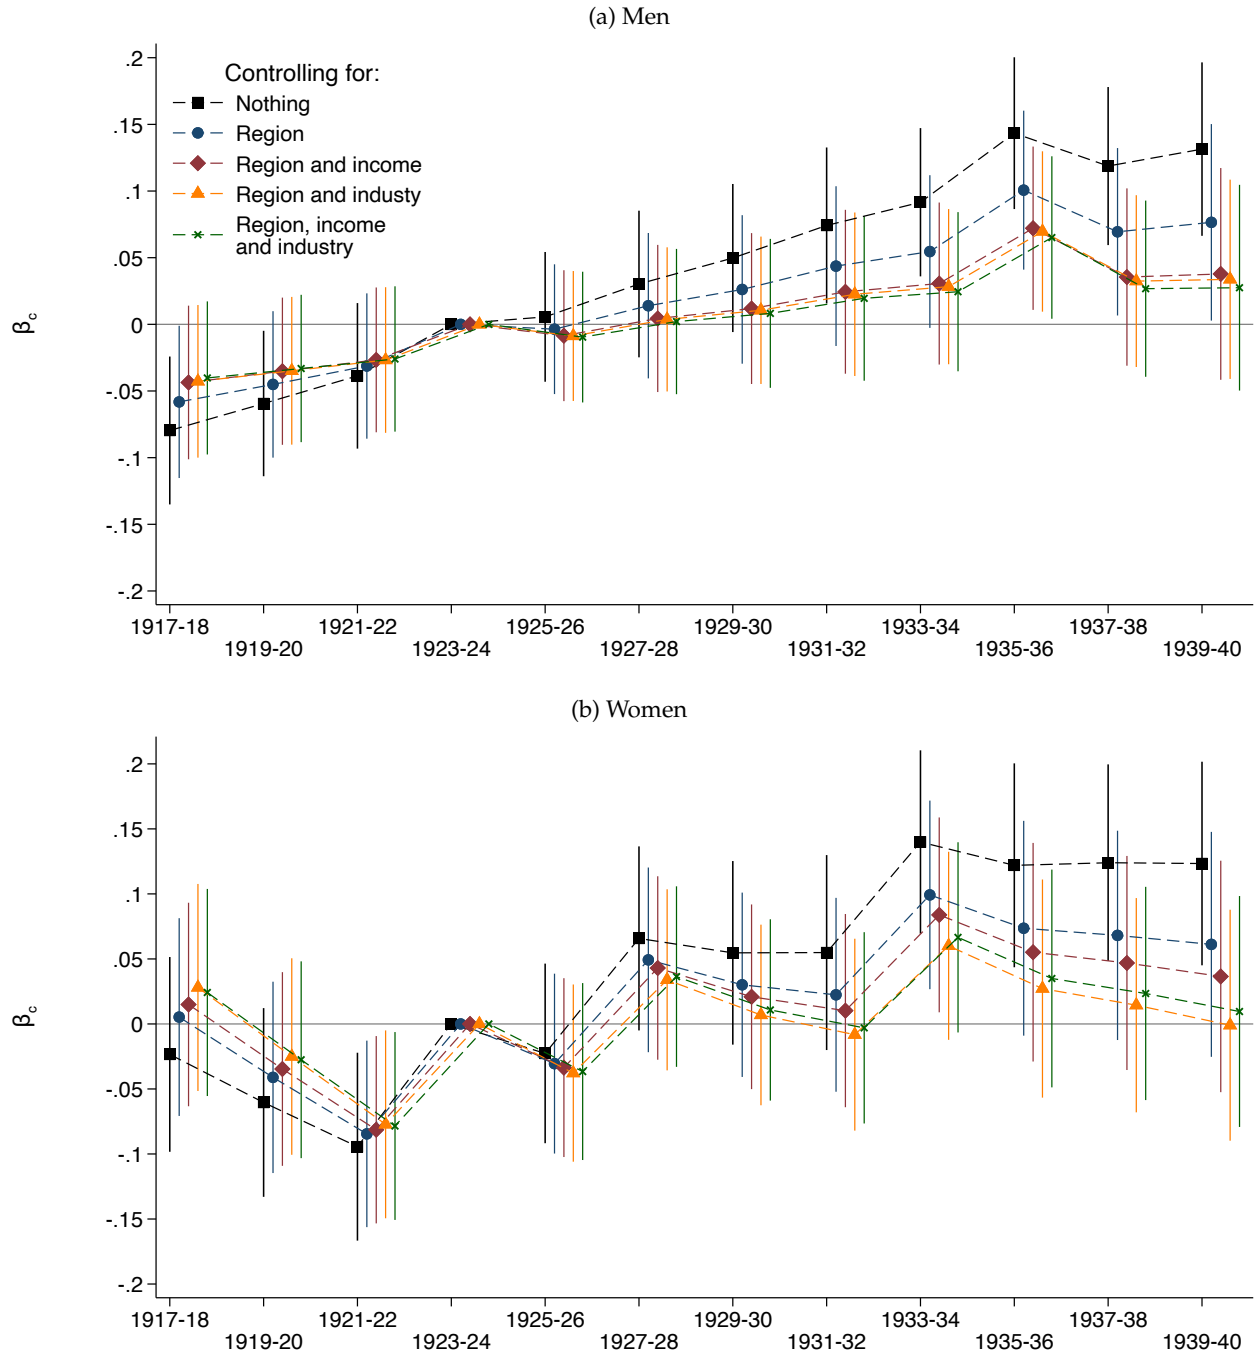 (a) Men
Controlling for:
Nothing
Region
Region and income
Region and industy
Region, income
and industry
.2
.15
.1
.05
0
-.05
-.1
-.15
-.2
βc
1917-18 1921-22 1925-26 1929-30 1933-34 1937-38
1919-20 1923-24 1927-28 1931-32 1935-36 1939-40
(b) Women
.2
.15
.1
.05
0
-.05
-.1
-.15
-.2
βc
1917-18 1921-22 1925-26 1929-30 1933-34 1937-38
1919-20 1923-24 1927-28 1931-32 1935-36 1939-40